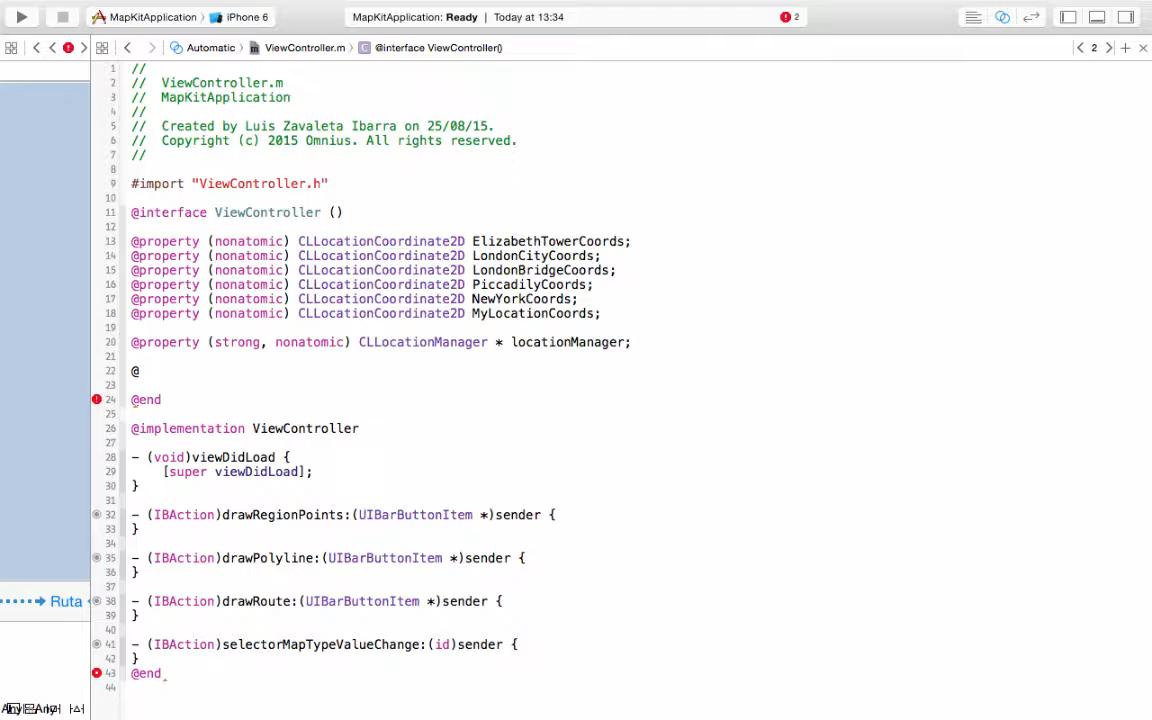 MapKitApplication › iPhone 6
MapKitApplication: Ready | Today at 13:34
2
Automatic › ViewController.m › C @interface ViewController()
2
1 //
2 //  ViewController.m
3 //  MapKitApplication
4 //
5 //  Created by Luis Zavaleta Ibarra on 25/08/15.
6 //  Copyright (c) 2015 Omnius. All rights reserved.
7 //
8
9 #import "ViewController.h"
10
11 @interface ViewController ()
12
13 @property (nonatomic) CLLocationCoordinate2D ElizabethTowerCoords;
14 @property (nonatomic) CLLocationCoordinate2D LondonCityCoords;
15 @property (nonatomic) CLLocationCoordinate2D LondonBridgeCoords;
16 @property (nonatomic) CLLocationCoordinate2D PiccadilyCoords;
17 @property (nonatomic) CLLocationCoordinate2D NewYorkCoords;
18 @property (nonatomic) CLLocationCoordinate2D MyLocationCoords;
19
20 @property (strong, nonatomic) CLLocationManager * locationManager;
21
22 @
23
24 @end
25
26 @implementation ViewController
27
28 - (void)viewDidLoad {
29     [super viewDidLoad];
30 }
31
32 - (IBAction)drawRegionPoints:(UIBarButtonItem *)sender {
33 }
34
35 - (IBAction)drawPolyline:(UIBarButtonItem *)sender {
36 }
37
Ruta
38 - (IBAction)drawRoute:(UIBarButtonItem *)sender {
39 }
40
41 - (IBAction)selectorMapTypeValueChange:(id)sender {
42 }
43 @end
44